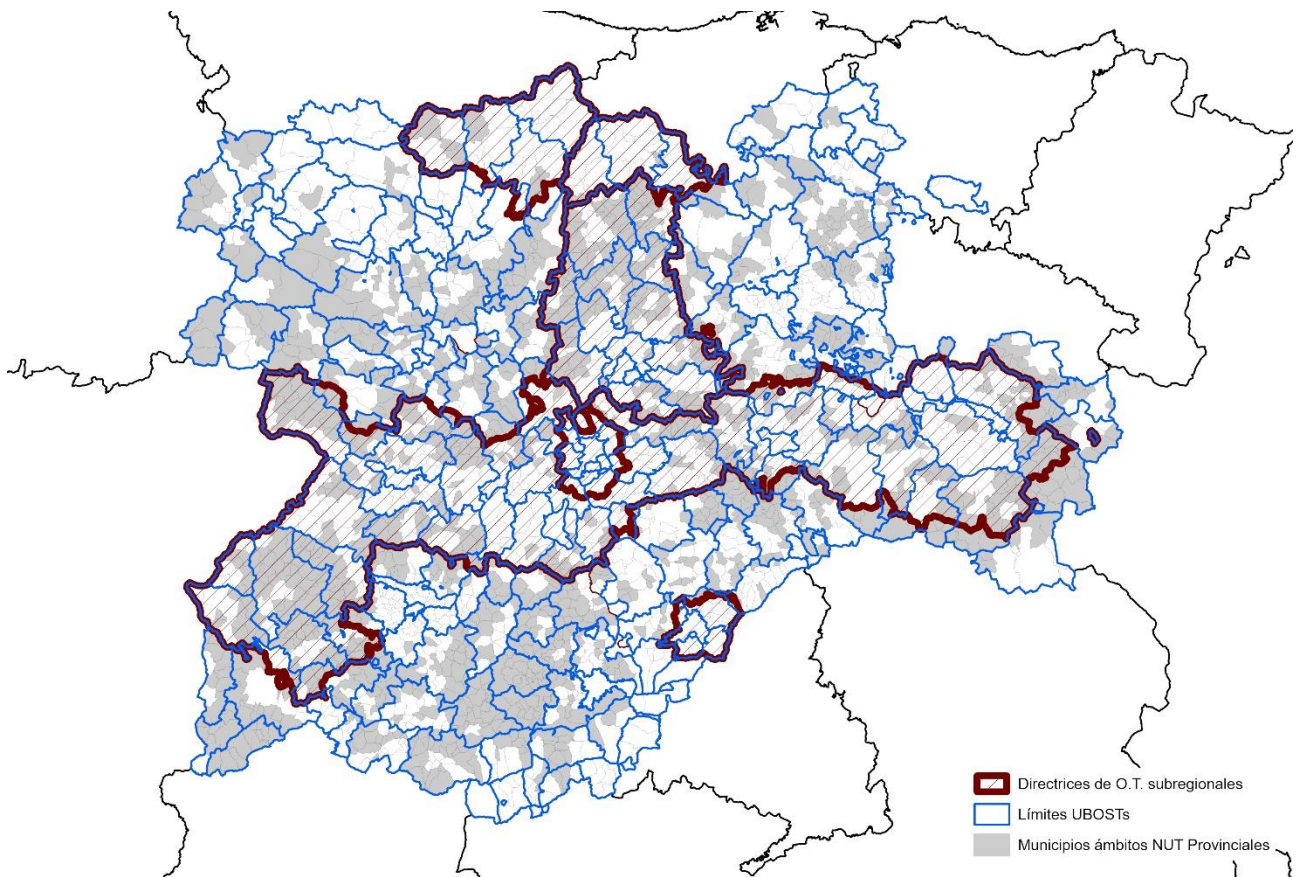 Directrices de O.T. subregionales
Límites UBOSTs
Municipios ámbitos NUT Provinciales